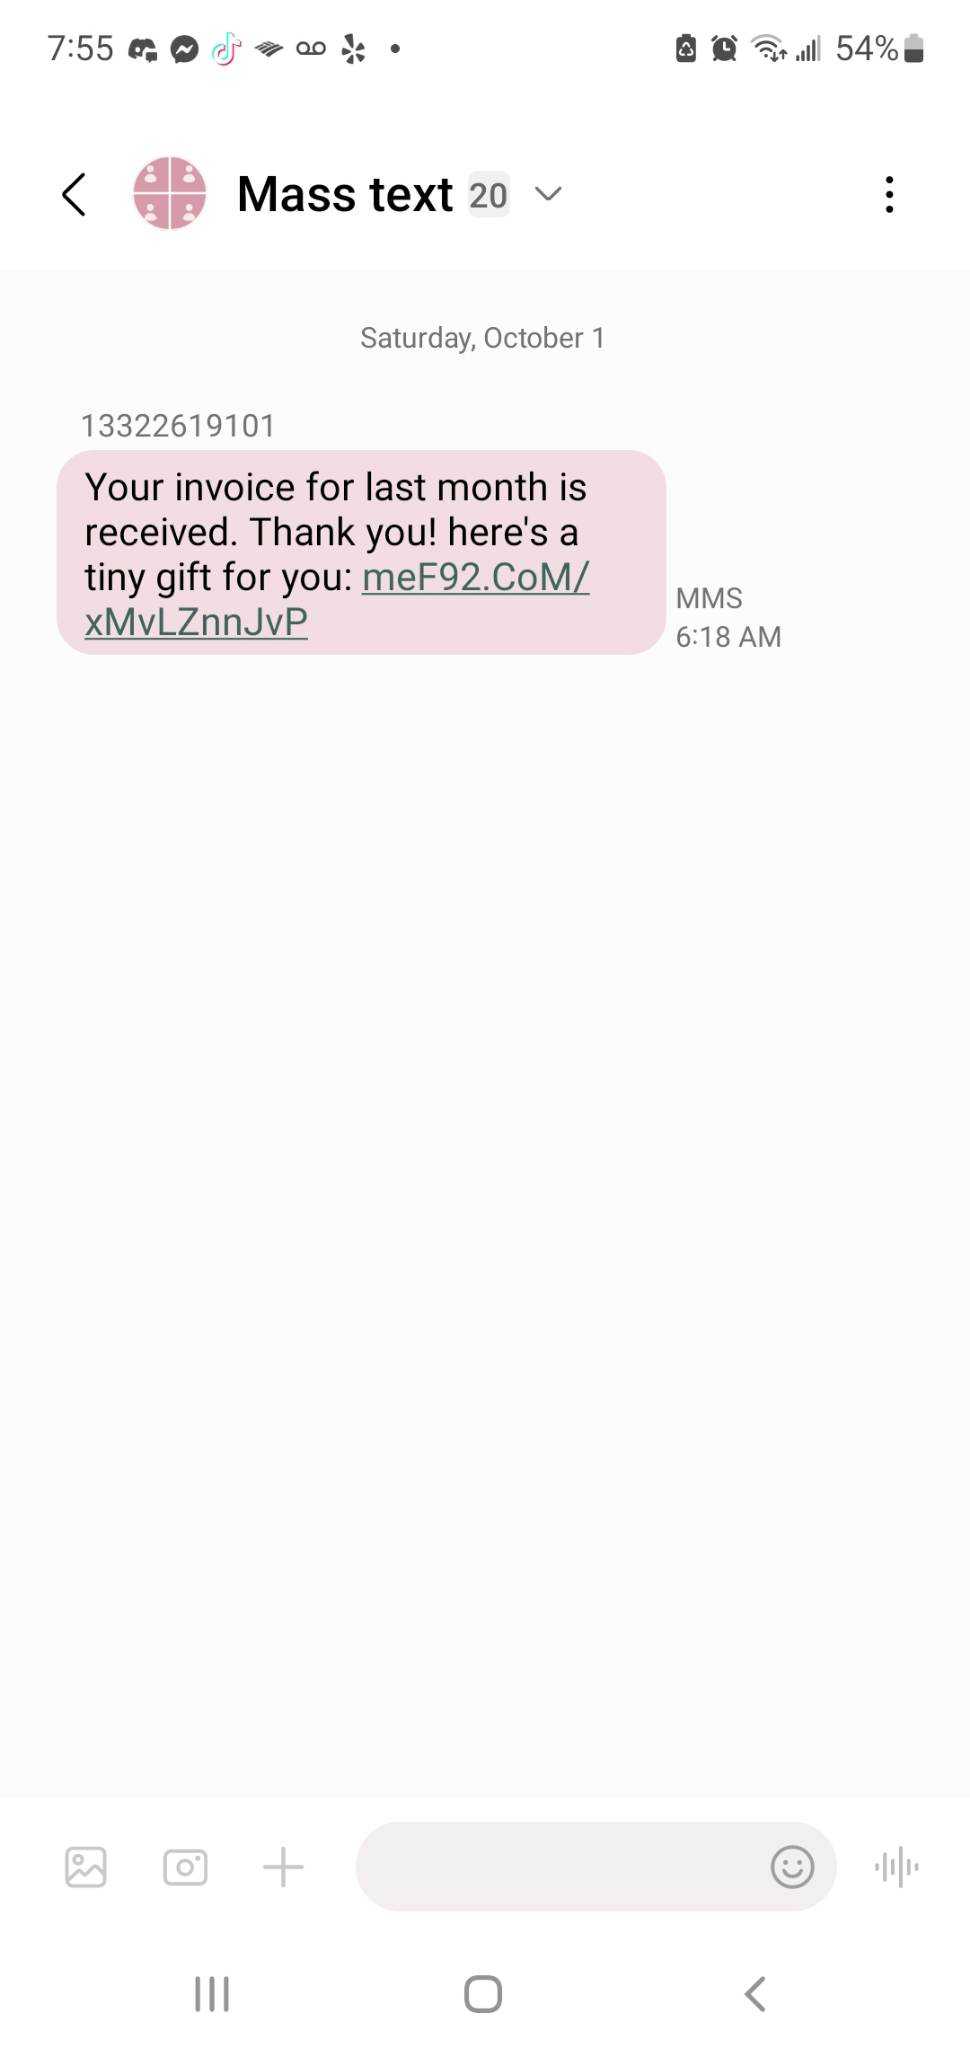 7:55
54%
Mass text 20
Saturday, October 1
13322619101
Your invoice for last month is
received. Thank you! here's a
tiny gift for you: meF92.CoM/
xMvLZnnJvP
MMS
6:18 AM